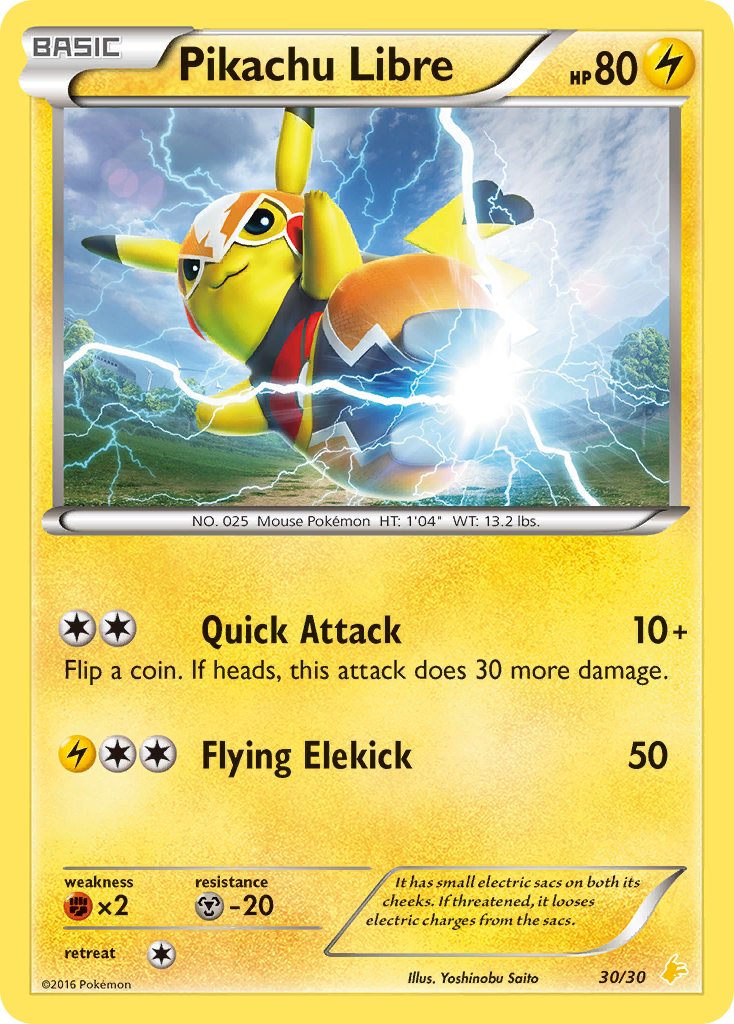 BASIC
Pikachu Libre
HP 80
NO. 025 Mouse Pokémon HT: 1'04" WT: 13.2 lbs.
Quick Attack 10+
Flip a coin. If heads, this attack does 30 more damage.
Flying Elekick 50
weakness
×2
resistance
-20
retreat
It has small electric sacs on both its
cheeks. If threatened, it looses
electric charges from the sacs.
©2016 Pokémon
Illus. Yoshinobu Saito
30/30